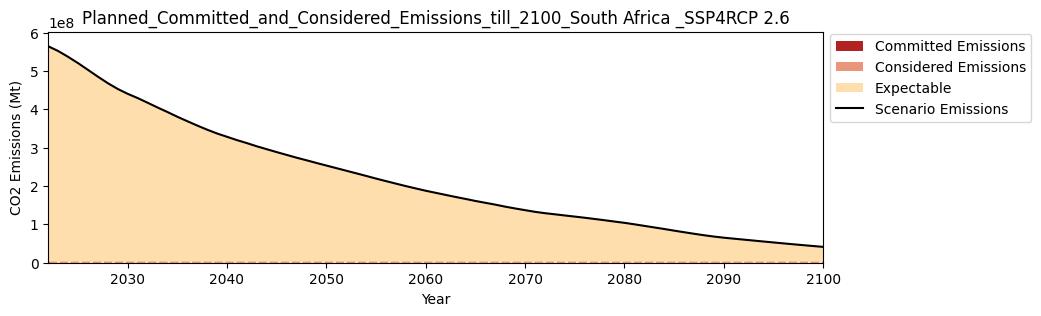 Planned_Committed_and_Considered_Emissions_till_2100_South Africa _SSP4RCP 2.6
1e8
6
5
4
3
2
1
0
CO2 Emissions (Mt)
2030 2040 2050 2060 2070 2080 2090 2100
Year
Committed Emissions
Considered Emissions
Expectable
Scenario Emissions